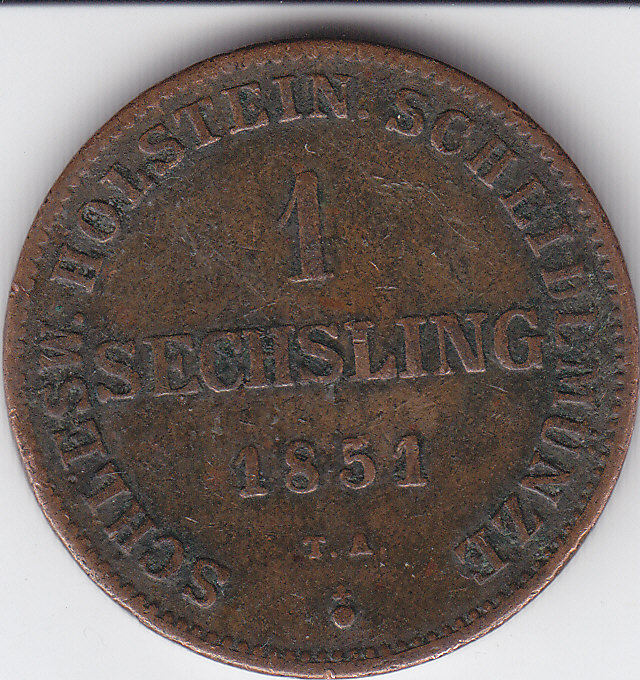 SCHLESW. HOLSTEIN. SCHEIDEMÜNZE
1
SECHSLING
1851
T. A.